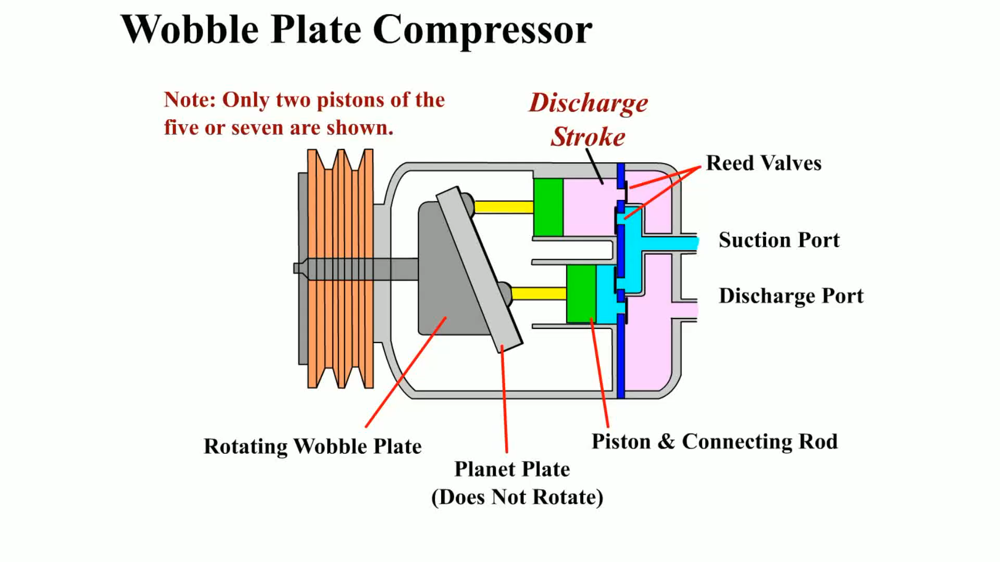 Wobble Plate Compressor
Note: Only two pistons of the
five or seven are shown.
Discharge
Stroke
Reed Valves
Suction Port
Discharge Port
Rotating Wobble Plate
Piston & Connecting Rod
Planet Plate
(Does Not Rotate)